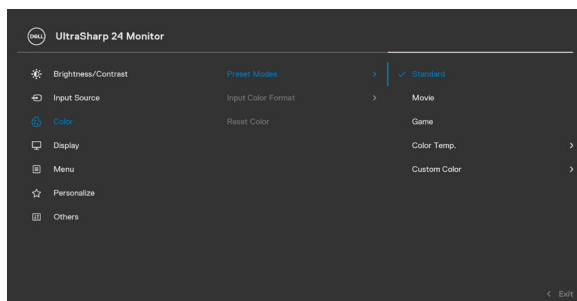 DELL UltraSharp 24 Monitor
Brightness/Contrast Preset Modes > ✓ Standard
Input Source Input Color Format > Movie
Color Reset Color Game
Display Color Temp. >
Menu Custom Color >
Personalize
Others
< Exit